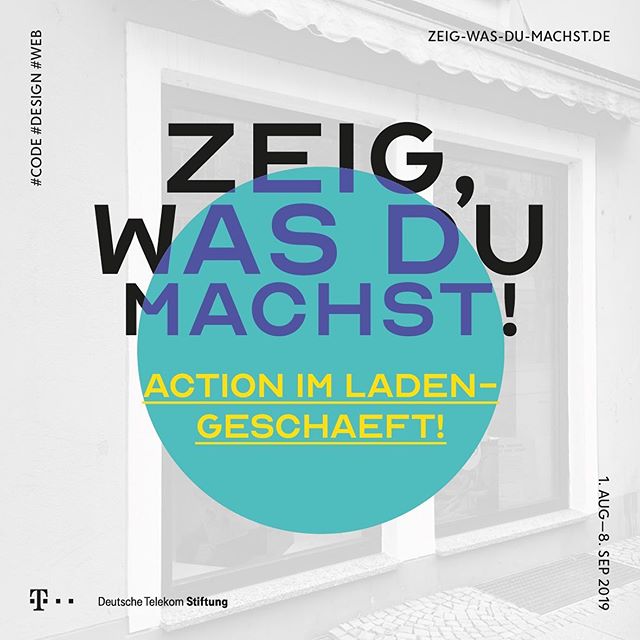 ZEIG-WAS-DU-MACHST.DE
#CODE #DESIGN #WEB
ZEIG,
WAS DU
MACHST!
ACTION IM LADEN-
GESCHAEFT!
1. AUG—8. SEP 2019
T
Deutsche Telekom Stiftung